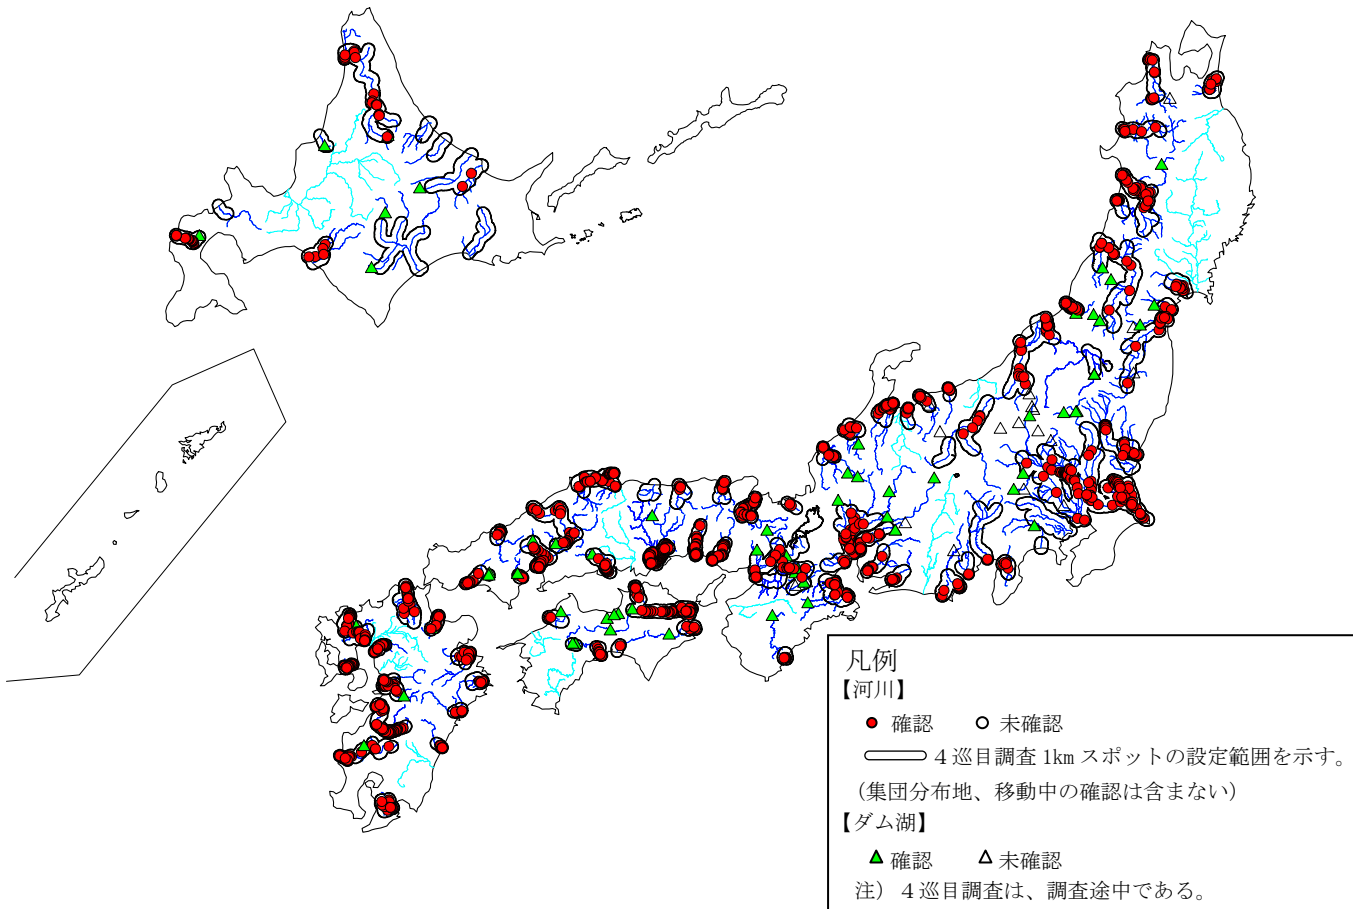 凡例
【河川】
確認 未確認
４巡目調査 1km スポットの設定範囲を示す。
（集団分布地、移動中の確認は含まない）
【ダム湖】
確認 未確認
注） ４巡目調査は、調査途中である。